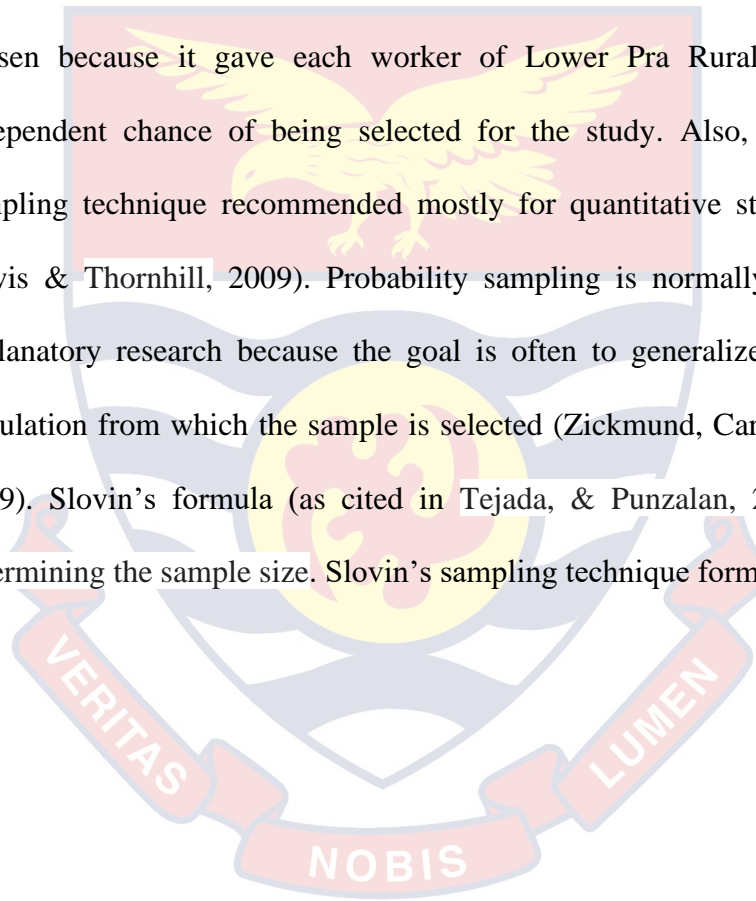 sen because it gave each worker of Lower Pra Rural
ependent chance of being selected for the study. Also,
pling technique recommended mostly for quantitative st
vis & Thornhill, 2009). Probability sampling is normally
lanatory research because the goal is often to generalize
ulation from which the sample is selected (Zickmund, Car
9). Slovin’s formula (as cited in Tejada, & Punzalan, 2
ermining the sample size. Slovin’s sampling technique form
VERITAS
NOBIS
LUMEN